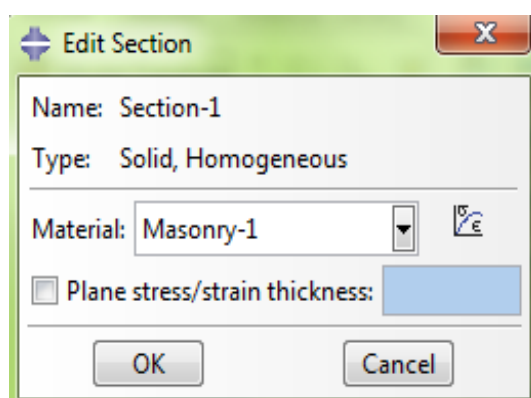 Edit Section
Name: Section-1
Type: Solid, Homogeneous
Material: Masonry-1 σ ε
Plane stress/strain thickness:
OK Cancel